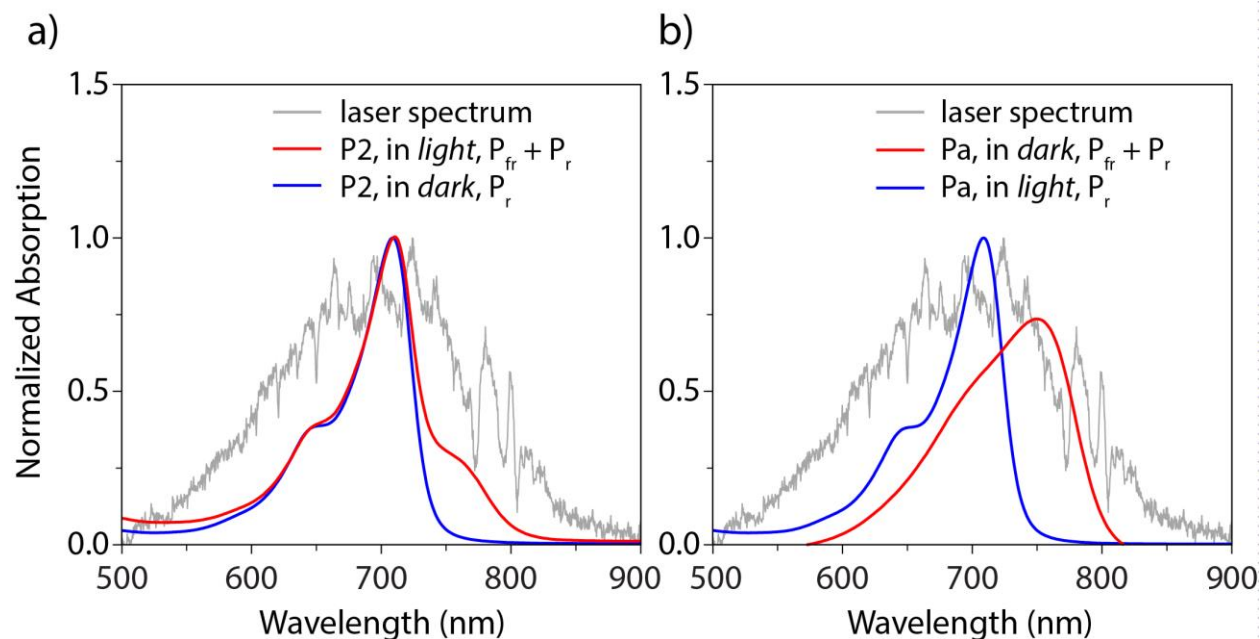 a)
1.5
1.0
0.5
0.0
Normalized Absorption
laser spectrum
P2, in light, Pfr + Pr
P2, in dark, Pr
500 600 700 800 900
Wavelength (nm)
b)
1.5
1.0
0.5
0.0
laser spectrum
Pa, in dark, Pfr + Pr
Pa, in light, Pr
500 600 700 800 900
Wavelength (nm)